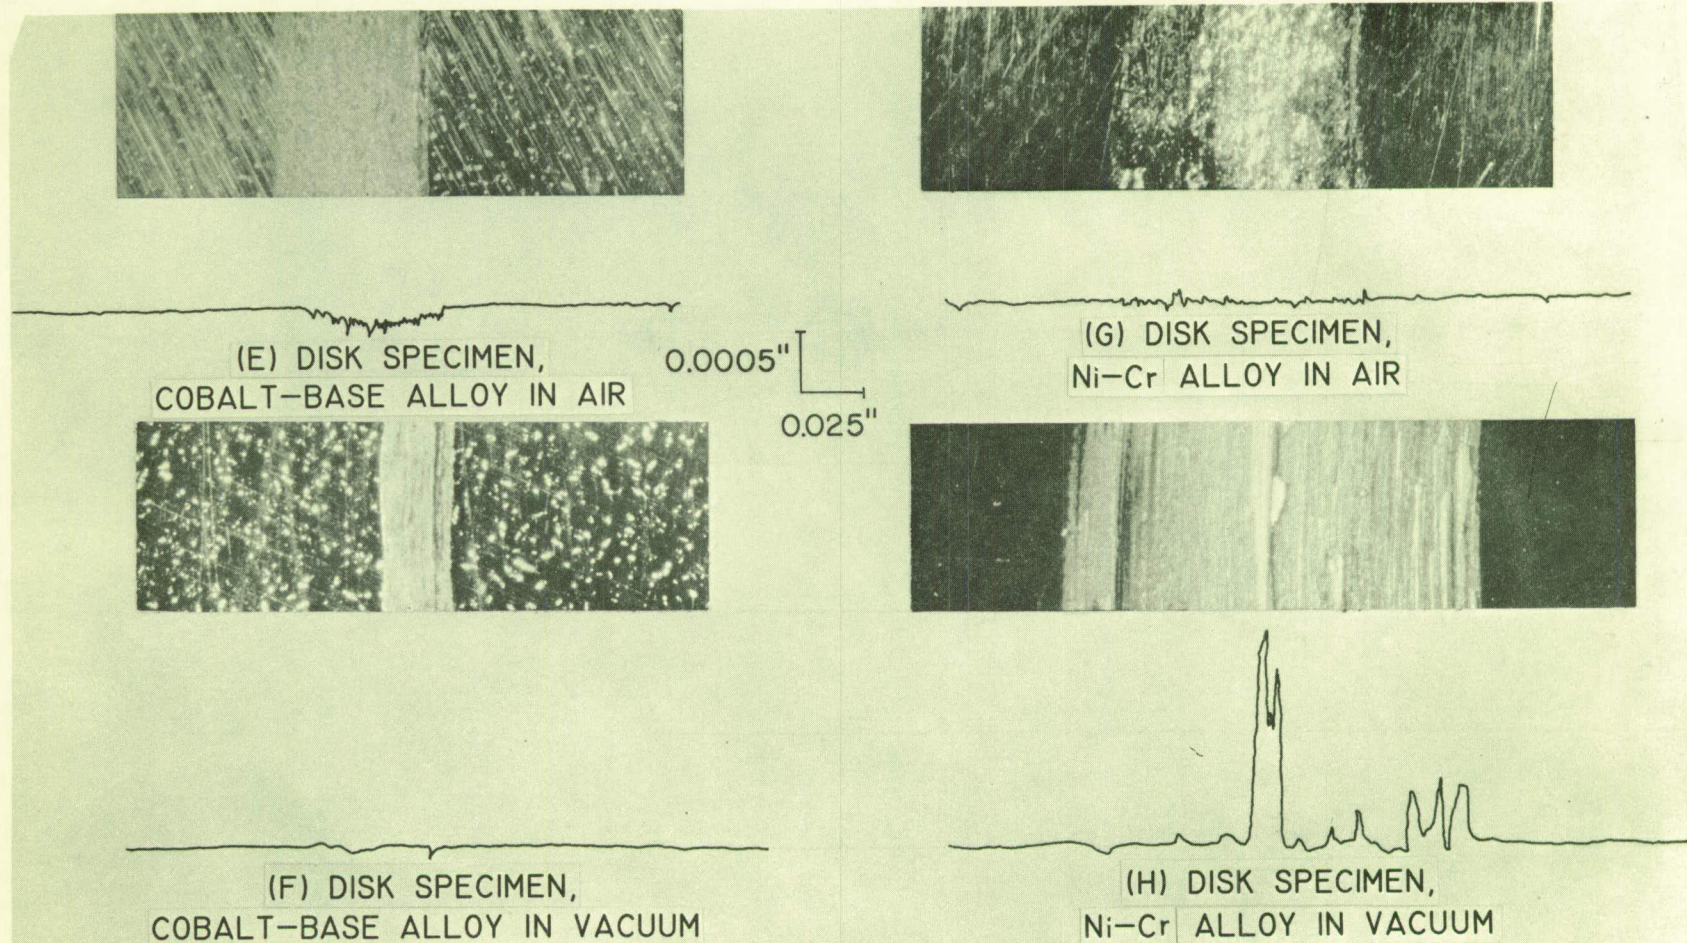 (E) DISK SPECIMEN,
COBALT-BASE ALLOY IN AIR
0.0005"
0.025"
(G) DISK SPECIMEN,
Ni-Cr ALLOY IN AIR
(F) DISK SPECIMEN,
COBALT-BASE ALLOY IN VACUUM
(H) DISK SPECIMEN,
Ni-Cr ALLOY IN VACUUM